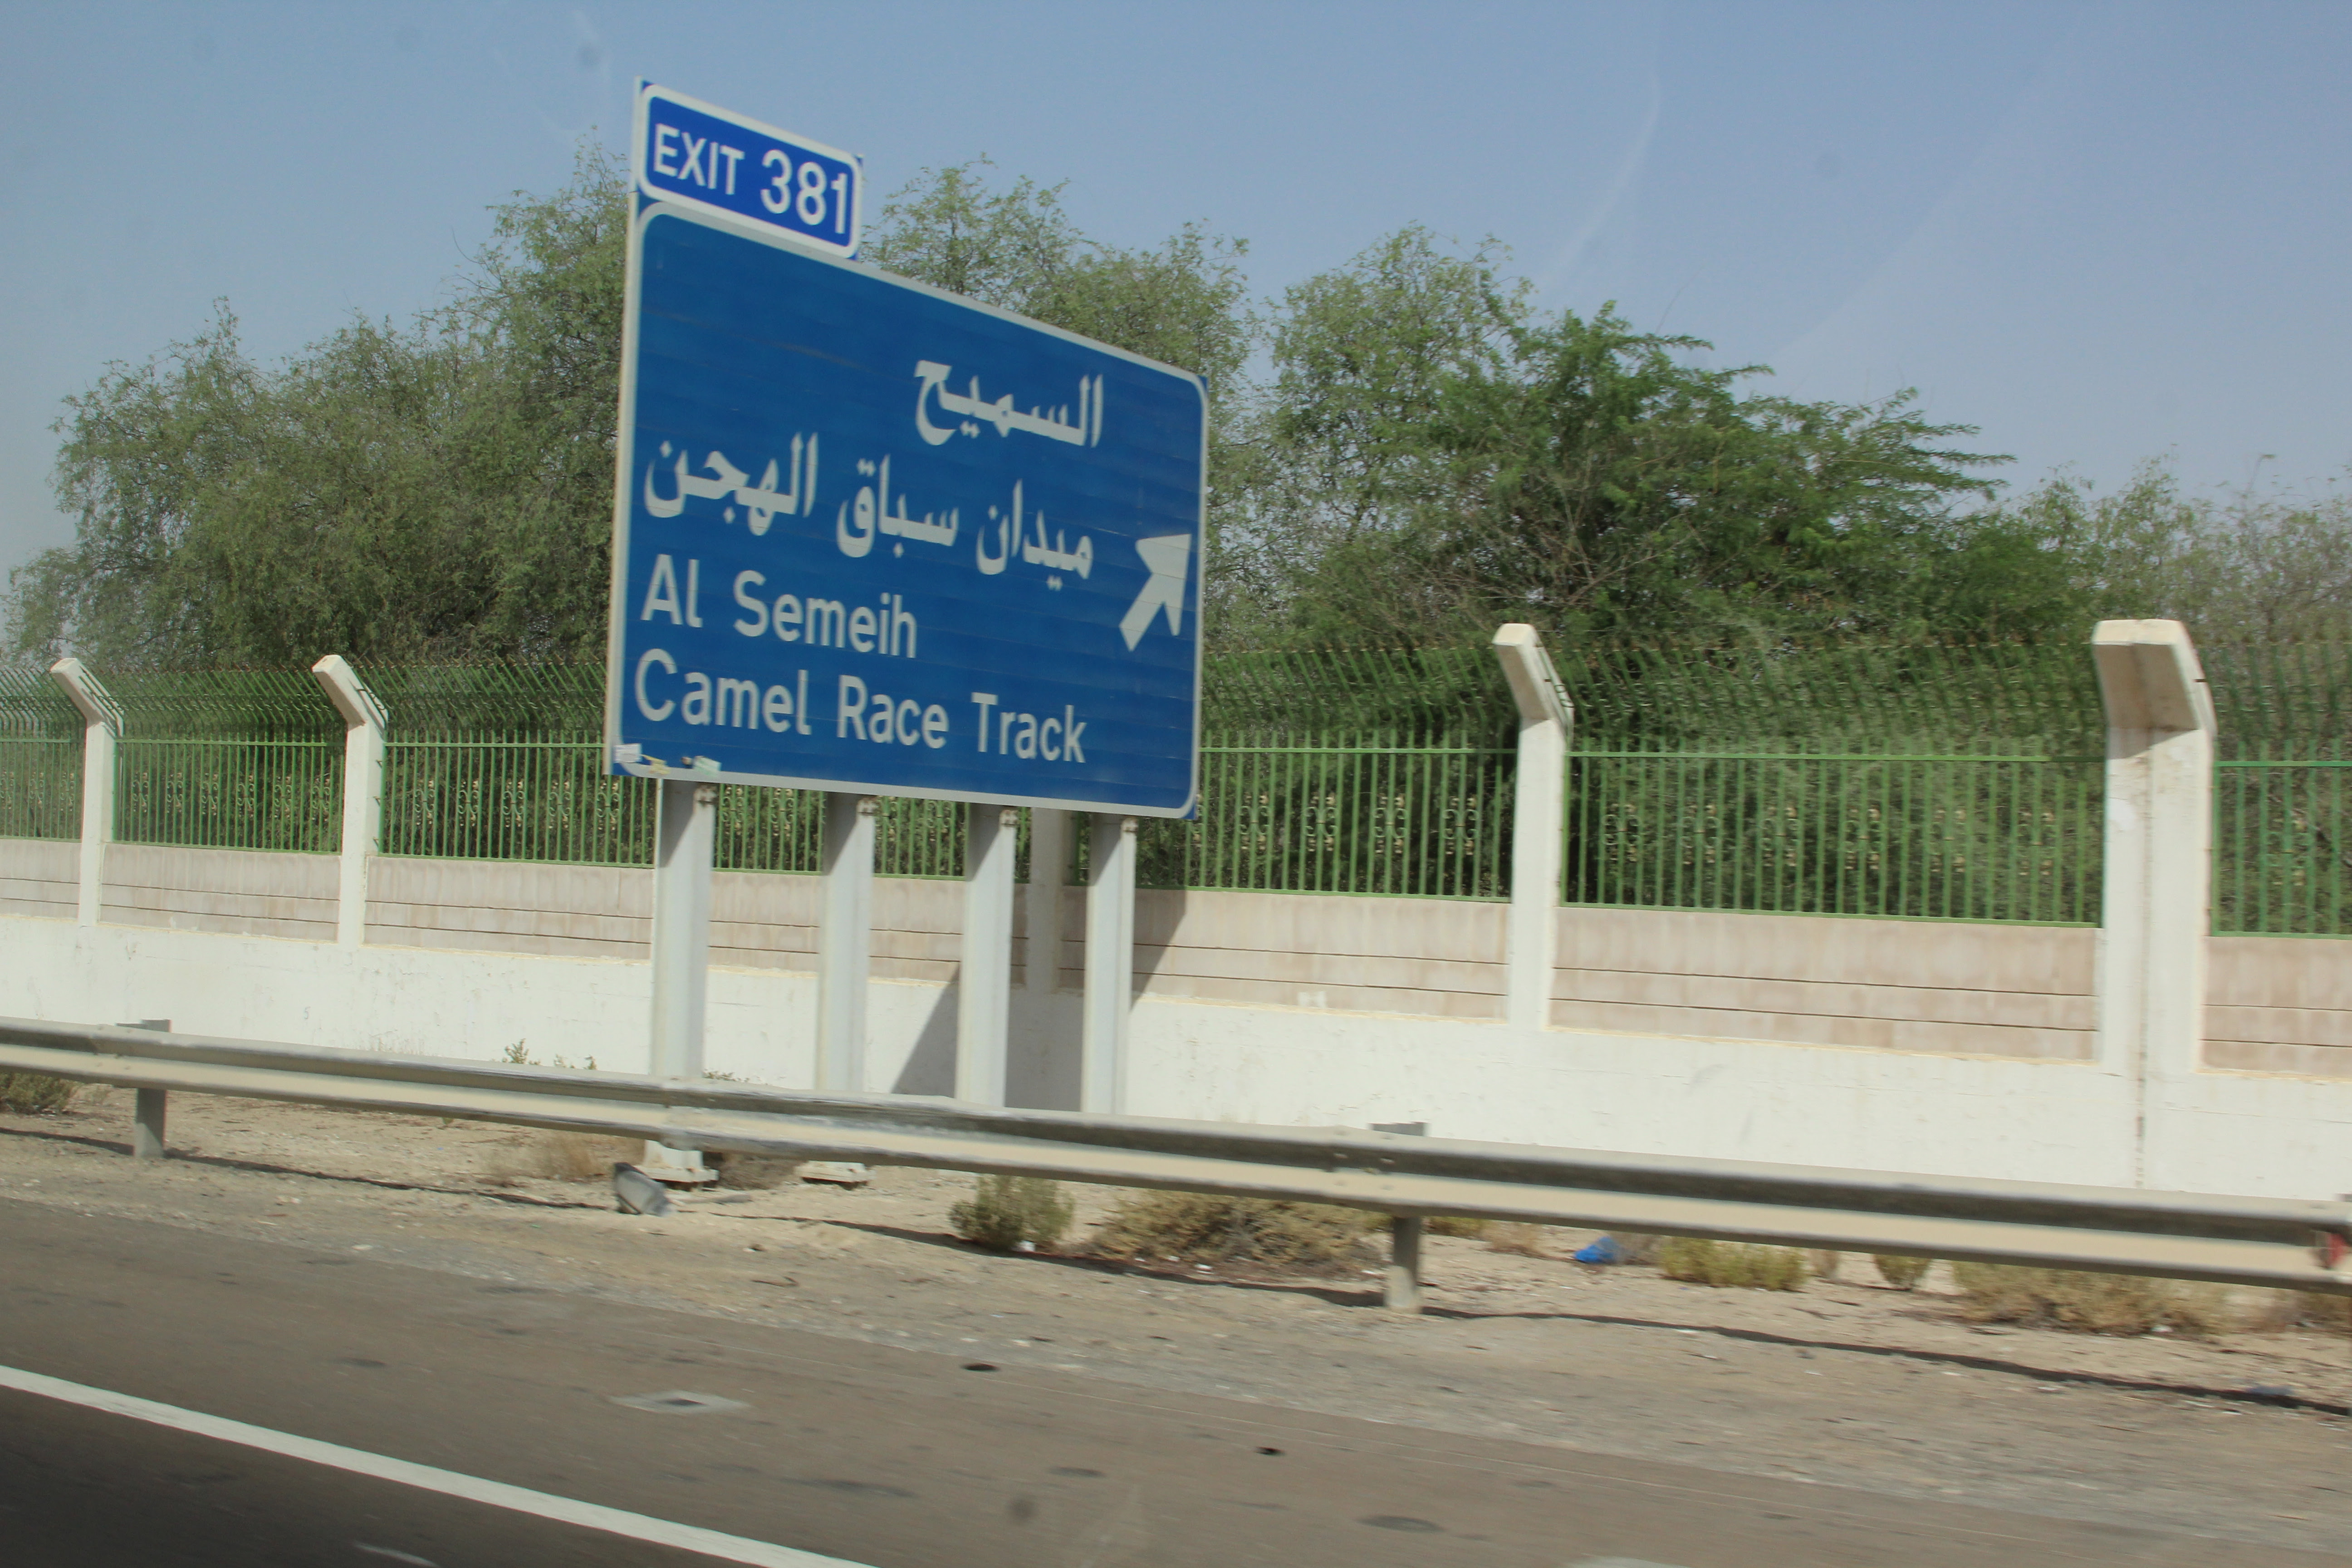 EXIT 381
السميح
ميدان سباق الهجن
Al Semeih
Camel Race Track